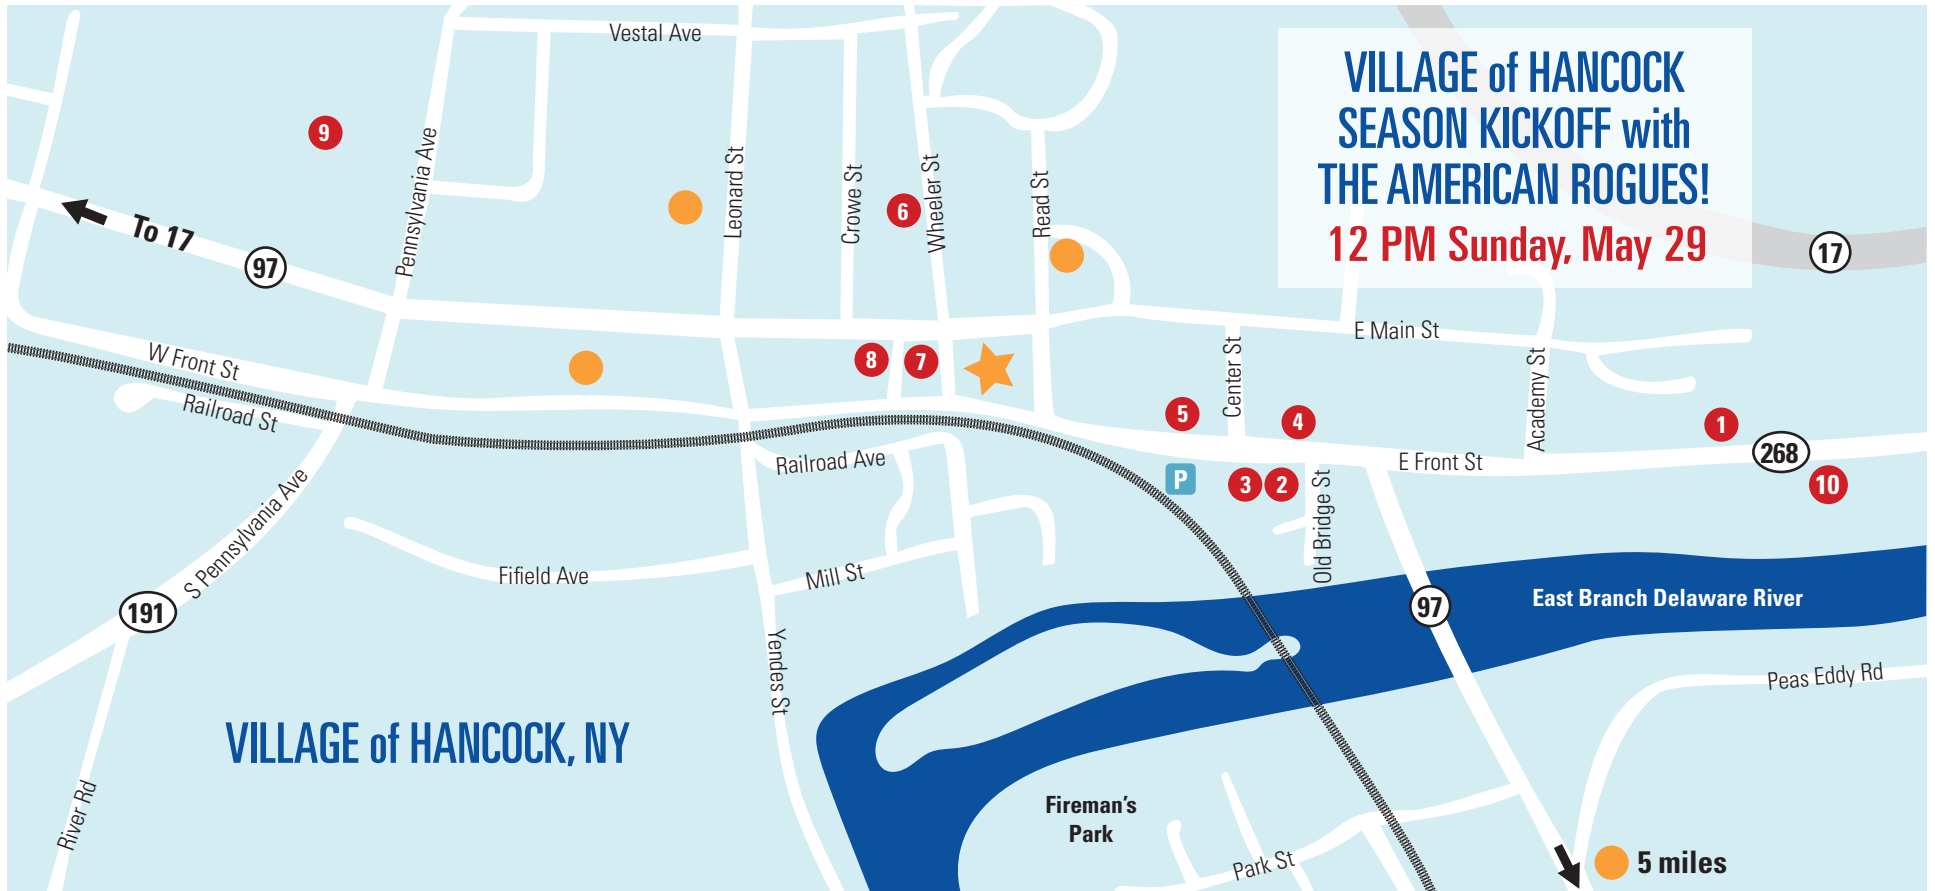 Vestal Ave
VILLAGE of HANCOCK
SEASON KICKOFF with
THE AMERICAN ROGUES!
12 PM Sunday, May 29
9
Pennsylvania Ave
Leonard St
Crowe St
6
Wheeler St
Read St
To 17
97
17
E Main St
W Front St
8
7
Center St
Academy St
Railroad St
5
4
1
Railroad Ave
E Front St
268
P
3
2
10
Old Bridge St
S Pennsylvania Ave
Fifield Ave
Mill St
191
97
East Branch Delaware River
Yendes St
Peas Eddy Rd
VILLAGE of HANCOCK, NY
River Rd
Fireman's
Park
Park St
5 miles